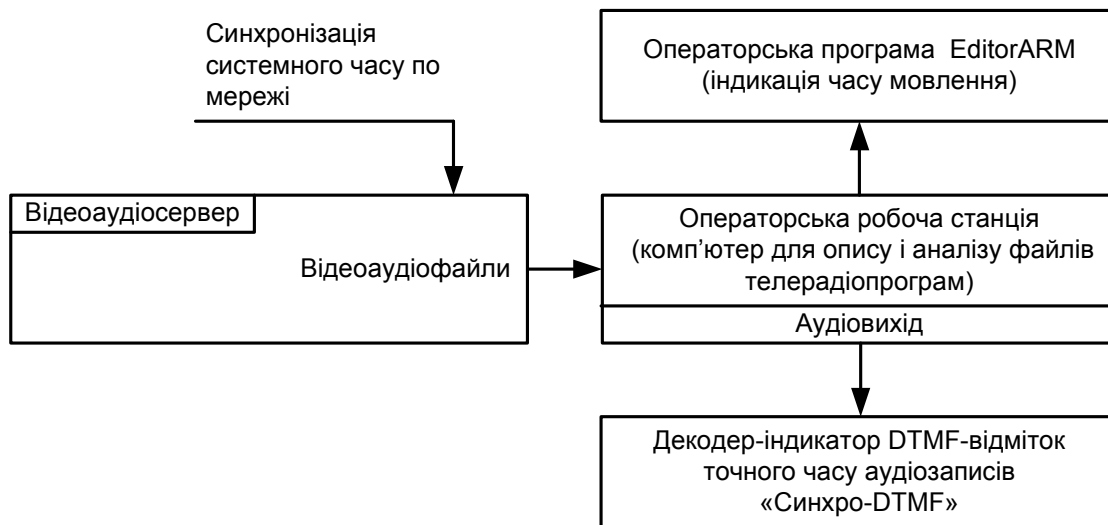 Синхронізація
системного часу по
мережі
Операторська програма EditorARM
(індикація часу мовлення)
Відеоаудіосервер
Відеоаудіофайли
Операторська робоча станція
(комп’ютер для опису і аналізу файлів
телерадіопрограм)
Аудіовихід
Декодер-індикатор DTMF-відміток
точного часу аудіозаписів
«Синхро-DTMF»